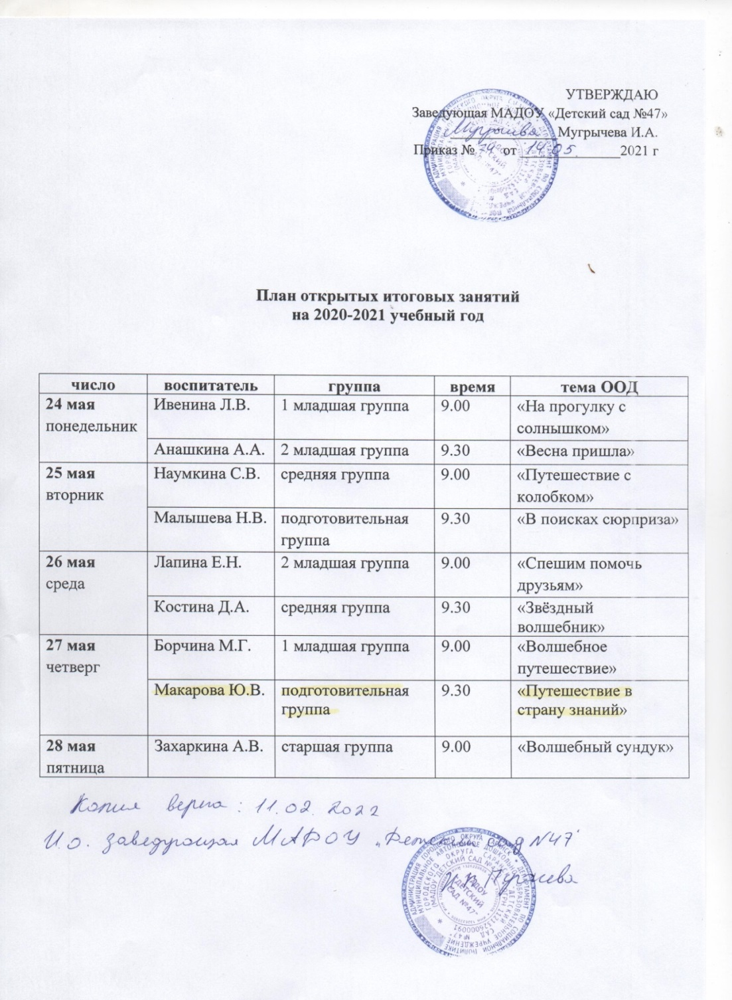 УТВЕРЖДАЮ
Заведующая МАДОУ «Детский сад №47»
Мугрычева И.А.
Приказ № от 14.05. 2021 г
План открытых итоговых занятий
на 2020-2021 учебный год
число воспитатель группа время тема ООД
24 мая Ивенина Л.В. 1 младшая группа 9.00 «На прогулку с
понедельник солнышком»
Анашкина А.А. 2 младшая группа 9.30 «Весна пришла»
25 мая Наумкина С.В. средняя группа 9.00 «Путешествие с
вторник колобком»
Малышева Н.В. подготовительная 9.30 «В поисках сюрприза»
группа
26 мая Лапина Е.Н. 2 младшая группа 9.00 «Спешим помочь
среда друзьям»
Костина Д.А. средняя группа 9.30 «Звёздный
волшебник»
27 мая Борчина М.Г. 1 младшая группа 9.00 «Волшебное
четверг путешествие»
Макарова Ю.В. подготовительная 9.30 «Путешествие в
группа страну знаний»
28 мая Захаркина А.В. старшая группа 9.00 «Волшебный сундук»
пятница
Копия верна: 11.02.2022
И.о. заведующая МАДОУ „Детский сад N47"
МАДОУ
"ДЕТСКИЙ
САД №47"